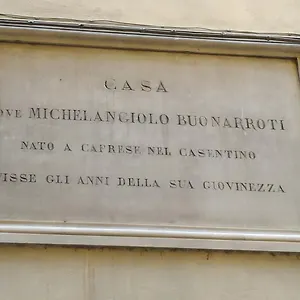 CASA
OVE MICHELANGIOLO BUONARROTI
NATO A CAPRESE NEL CASENTINO
VISSE GLI ANNI DELLA SUA GIOVINEZZA